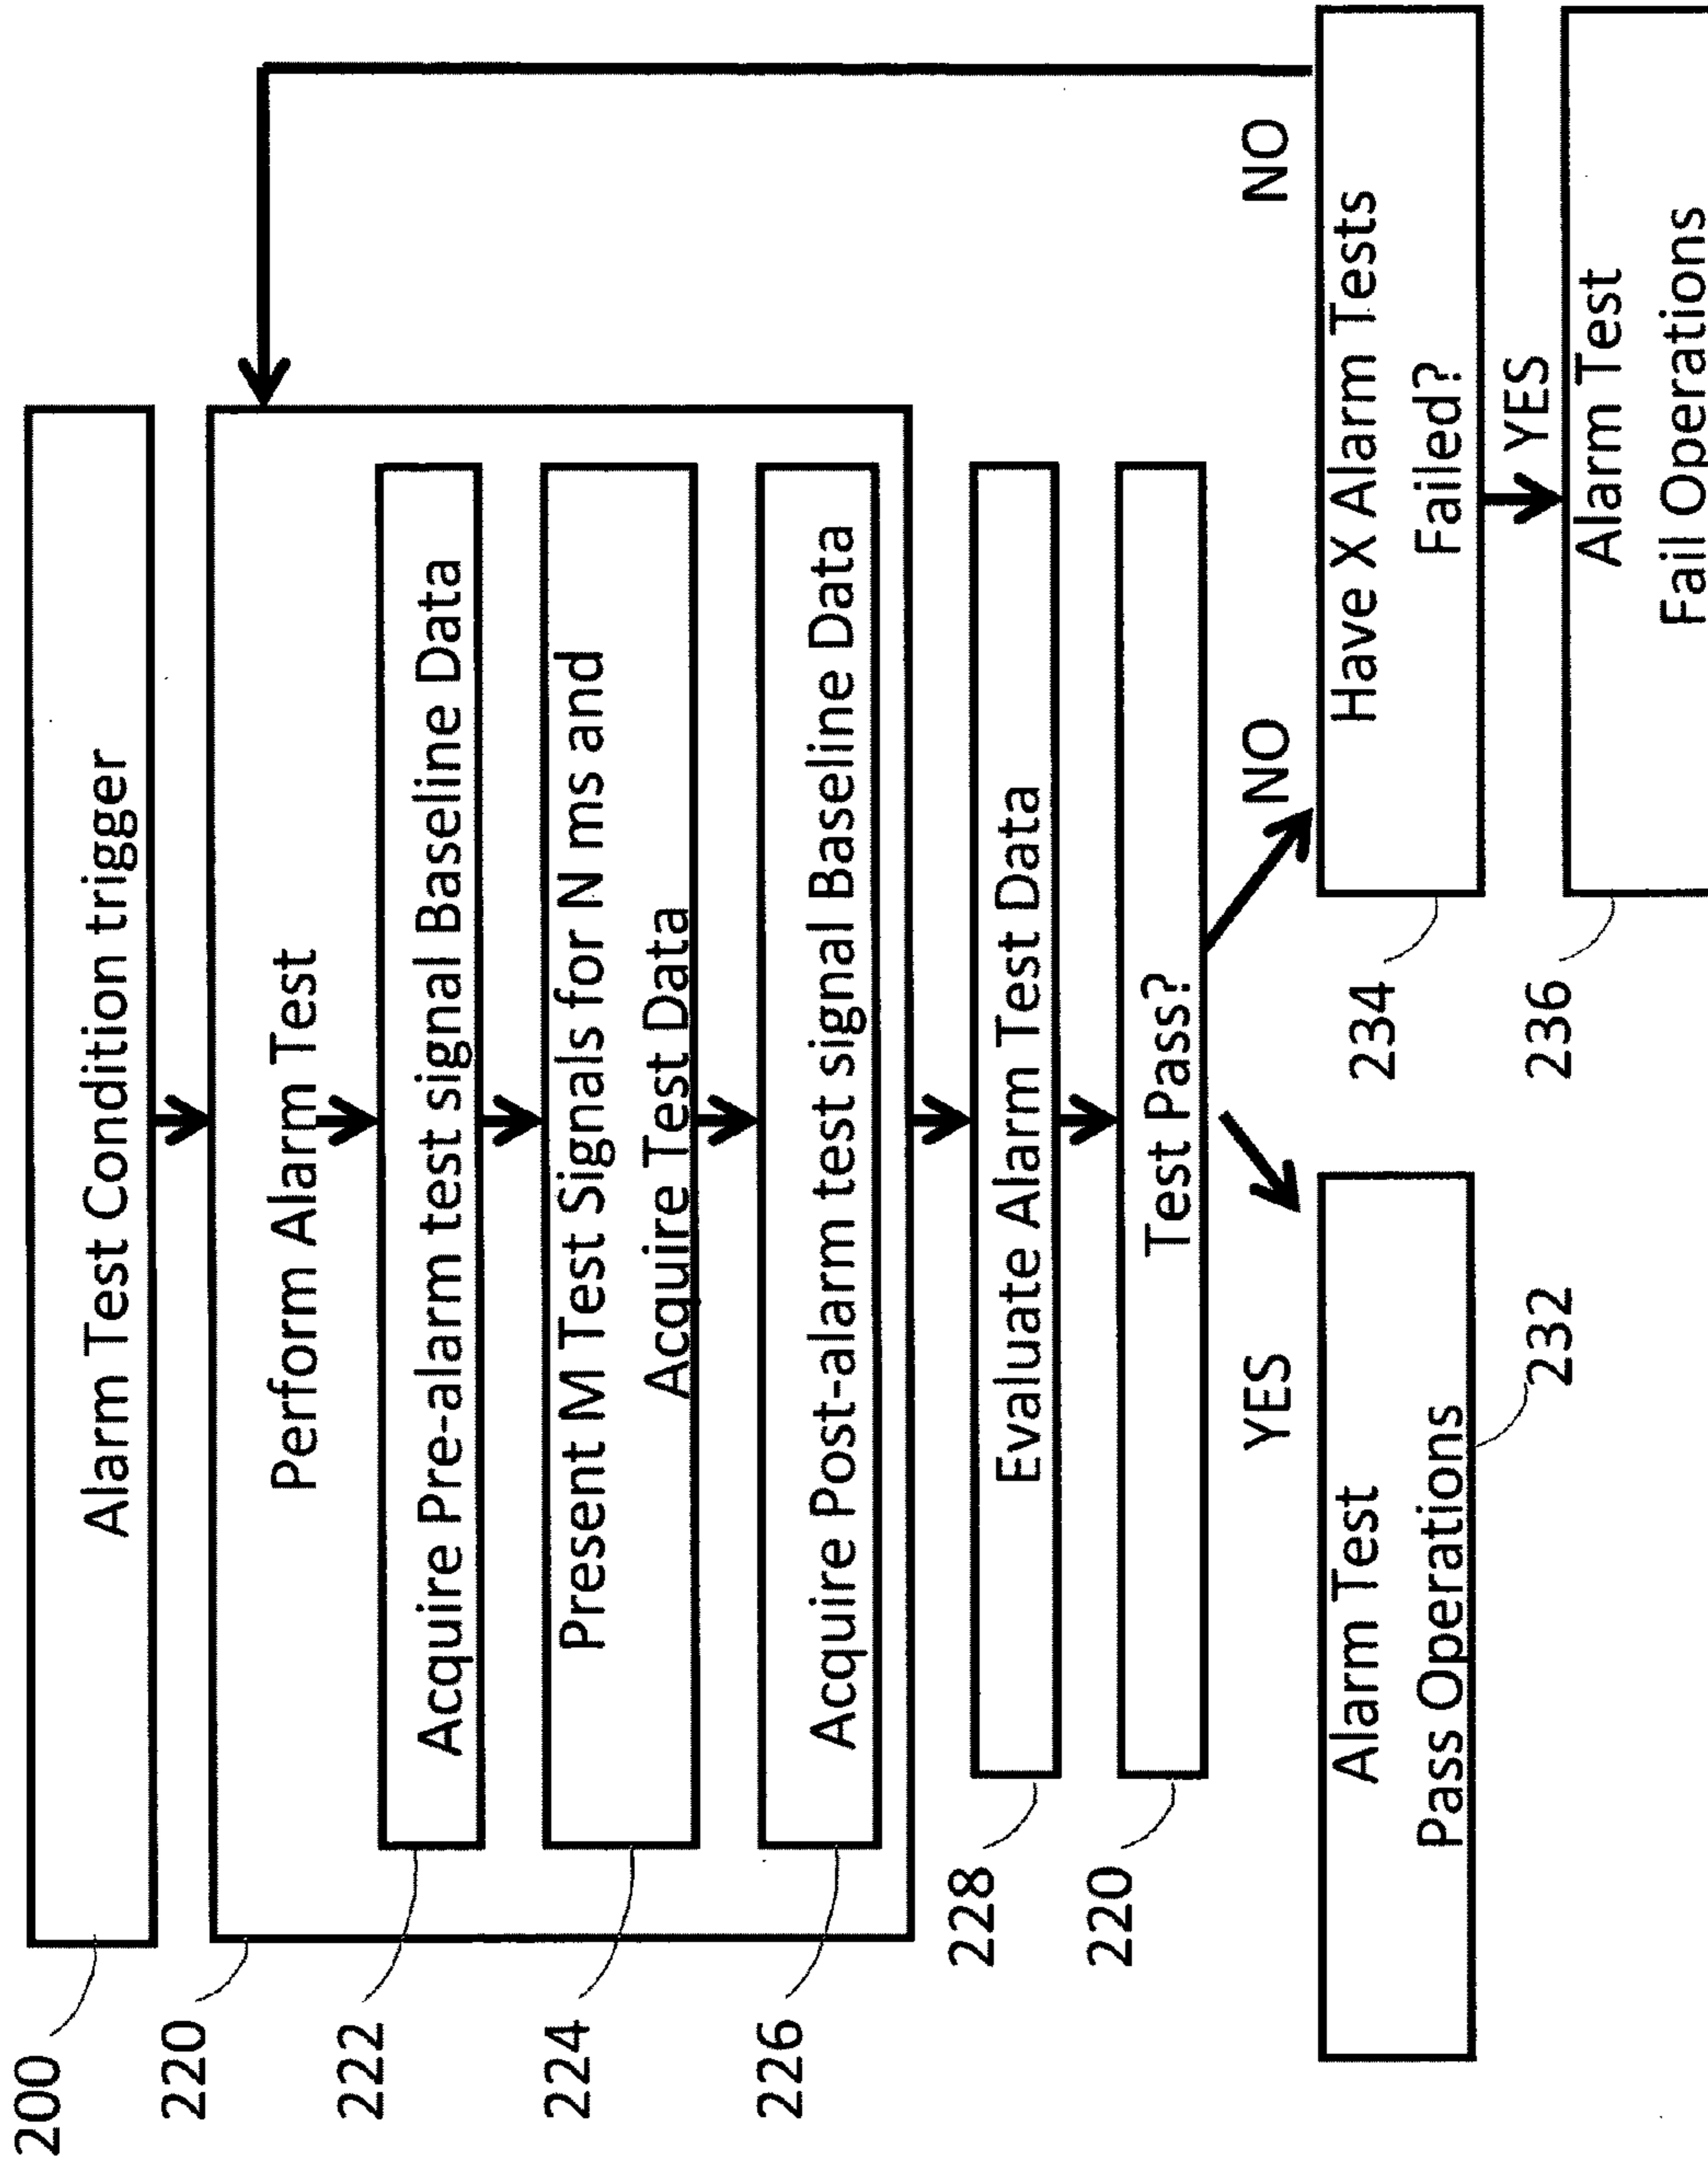 200
Alarm Test Condition trigger
220
Perform Alarm Test
222
Acquire Pre-alarm test signal Baseline Data
224
Present M Test Signals for N ms and
Acquire Test Data
226
Acquire Post-alarm test signal Baseline Data
228
Evaluate Alarm Test Data
220
Test Pass?
YES
NO
NO
Alarm Test
Pass Operations
232
234
Have X Alarm Tests
Failed?
YES
236
Alarm Test
Fail Operations